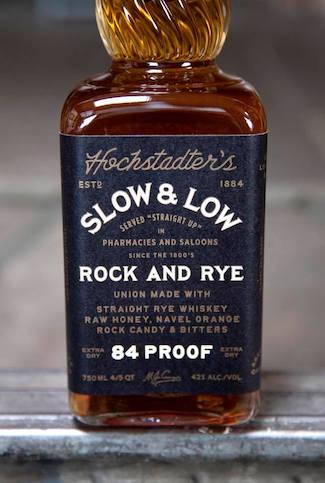 Hochstadter's
ESTD 1884
SLOW & LOW
SERVED "STRAIGHT UP"
IN
PHARMACIES AND SALOONS
SINCE THE 1800'S
ROCK AND RYE
UNION MADE WITH
STRAIGHT RYE WHISKEY
RAW HONEY, NAVEL ORANGE
ROCK CANDY & BITTERS
EXTRA DRY 84 PROOF EXTRA DRY
750 ML 4/5 QT 42% ALC/VOL